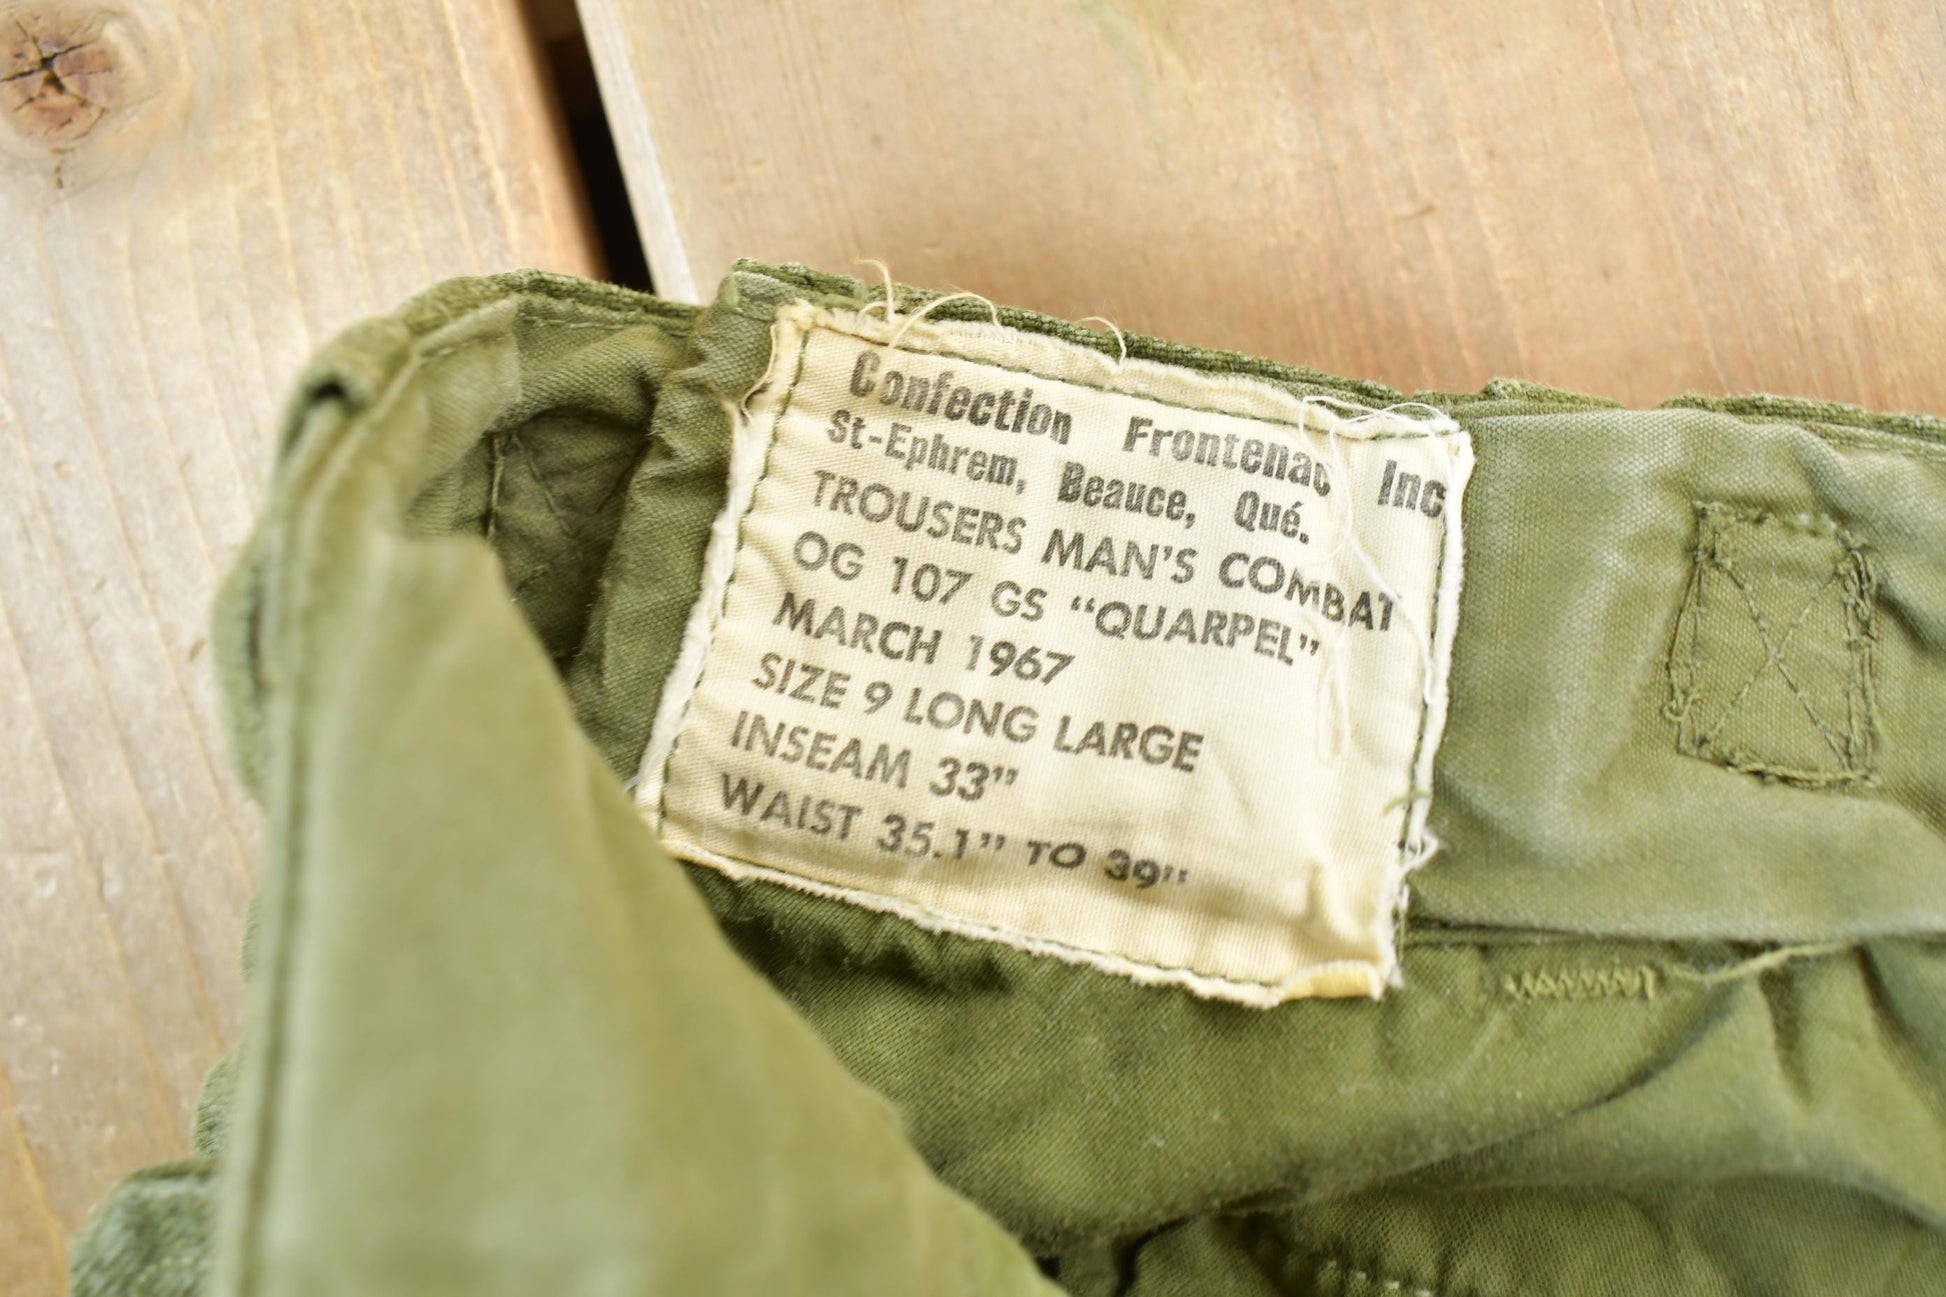 Confection Frontenac Inc
St-Ephrem, Beauce, Qué.
TROUSERS MAN'S COMBAT
OG 107 GS "QUARPEL"
MARCH 1967
SIZE 9 LONG LARGE
INSEAM 33"
WAIST 35.1" TO 39"